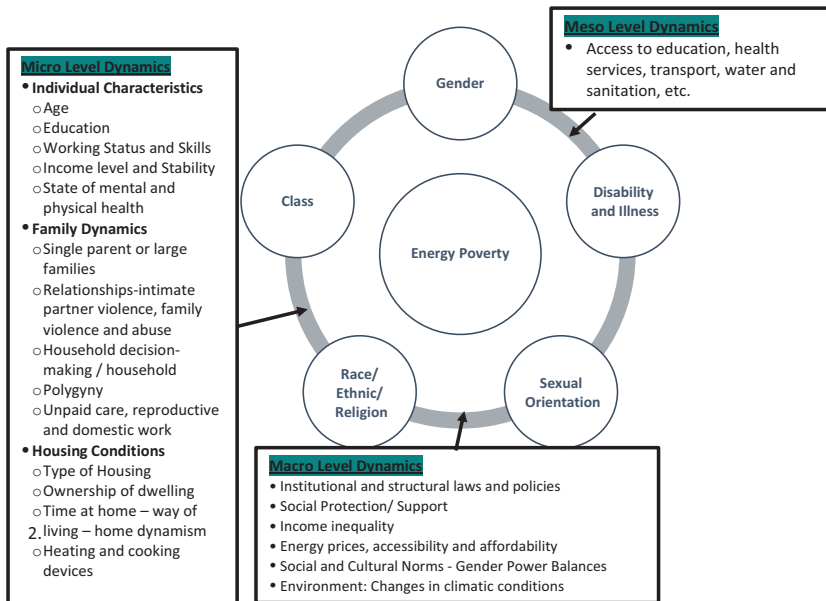 Micro Level Dynamics
• Individual Characteristics
o Age
o Education
o Working Status and Skills
o Income level and Stability
o State of mental and
physical health
• Family Dynamics
o Single parent or large
families
o Relationships-intimate
partner violence, family
violence and abuse
o Household decision-
making / household
o Polygyny
o Unpaid care, reproductive
and domestic work
• Housing Conditions
o Type of Housing
o Ownership of dwelling
o Time at home – way of
2. living – home dynamism
o Heating and cooking
devices
Gender
Class
Disability
and Illness
Energy Poverty
Race/
Ethnic/
Religion
Sexual
Orientation
Meso Level Dynamics
• Access to education, health
services, transport, water and
sanitation, etc.
Macro Level Dynamics
• Institutional and structural laws and policies
• Social Protection/ Support
• Income inequality
• Energy prices, accessibility and affordability
• Social and Cultural Norms - Gender Power Balances
• Environment: Changes in climatic conditions